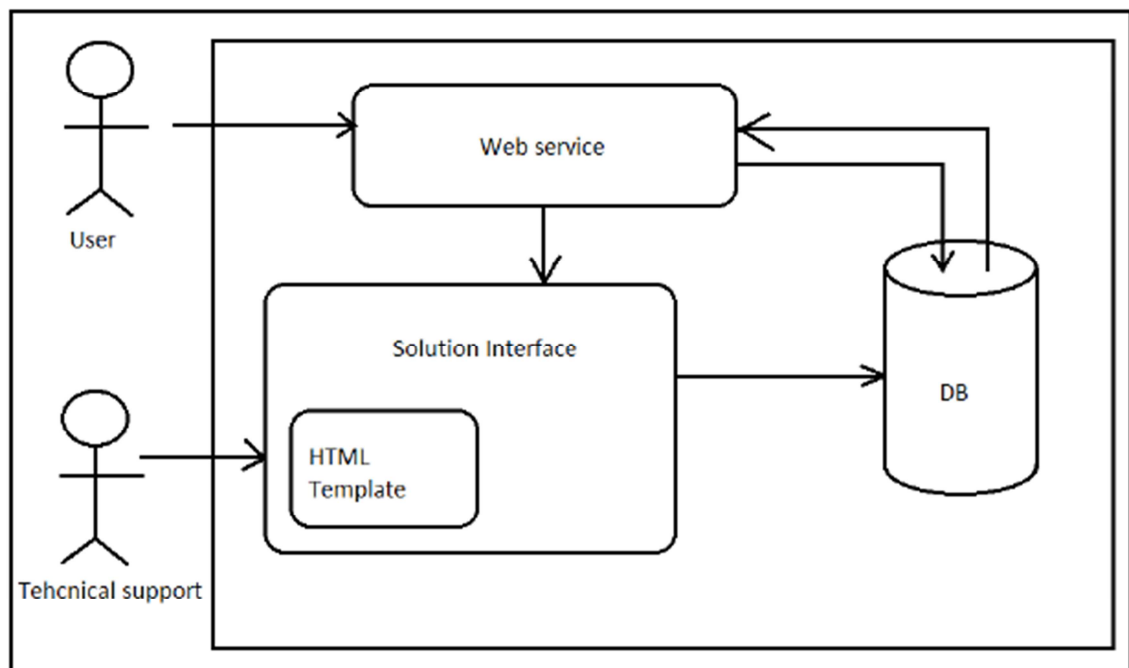 Web service
User
Solution Interface
DB
HTML
Template
Tehcnical support